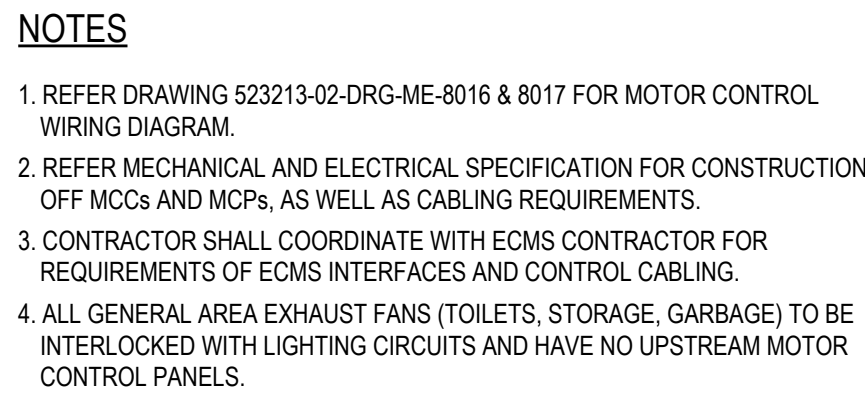 NOTES
1. REFER DRAWING 523213-02-DRG-ME-8016 & 8017 FOR MOTOR CONTROL
WIRING DIAGRAM.
2. REFER MECHANICAL AND ELECTRICAL SPECIFICATION FOR CONSTRUCTION
OFF MCCs AND MCPs, AS WELL AS CABLING REQUIREMENTS.
3. CONTRACTOR SHALL COORDINATE WITH ECMS CONTRACTOR FOR
REQUIREMENTS OF ECMS INTERFACES AND CONTROL CABLING.
4. ALL GENERAL AREA EXHAUST FANS (TOILETS, STORAGE, GARBAGE) TO BE
INTERLOCKED WITH LIGHTING CIRCUITS AND HAVE NO UPSTREAM MOTOR
CONTROL PANELS.